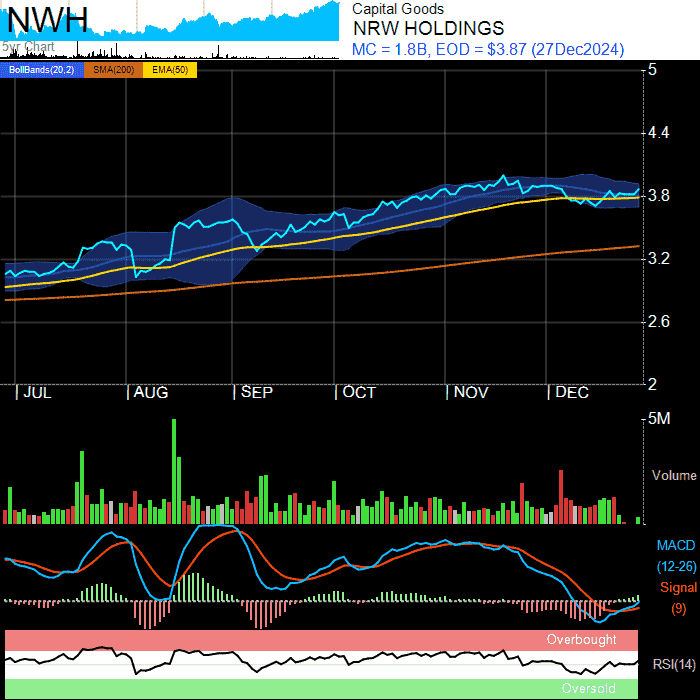 NWH
5yr Chart
Capital Goods
NRW HOLDINGS
MC = 1.8B, EOD = $3.87 (27Dec2024)
BollBands(20,2) SMA(200) EMA(50)
5
4.4
3.8
3.2
2.6
2
JUL AUG SEP OCT NOV DEC
5M
Volume
MACD
(12-26)
Signal
(9)
Overbought
RSI(14)
Oversold